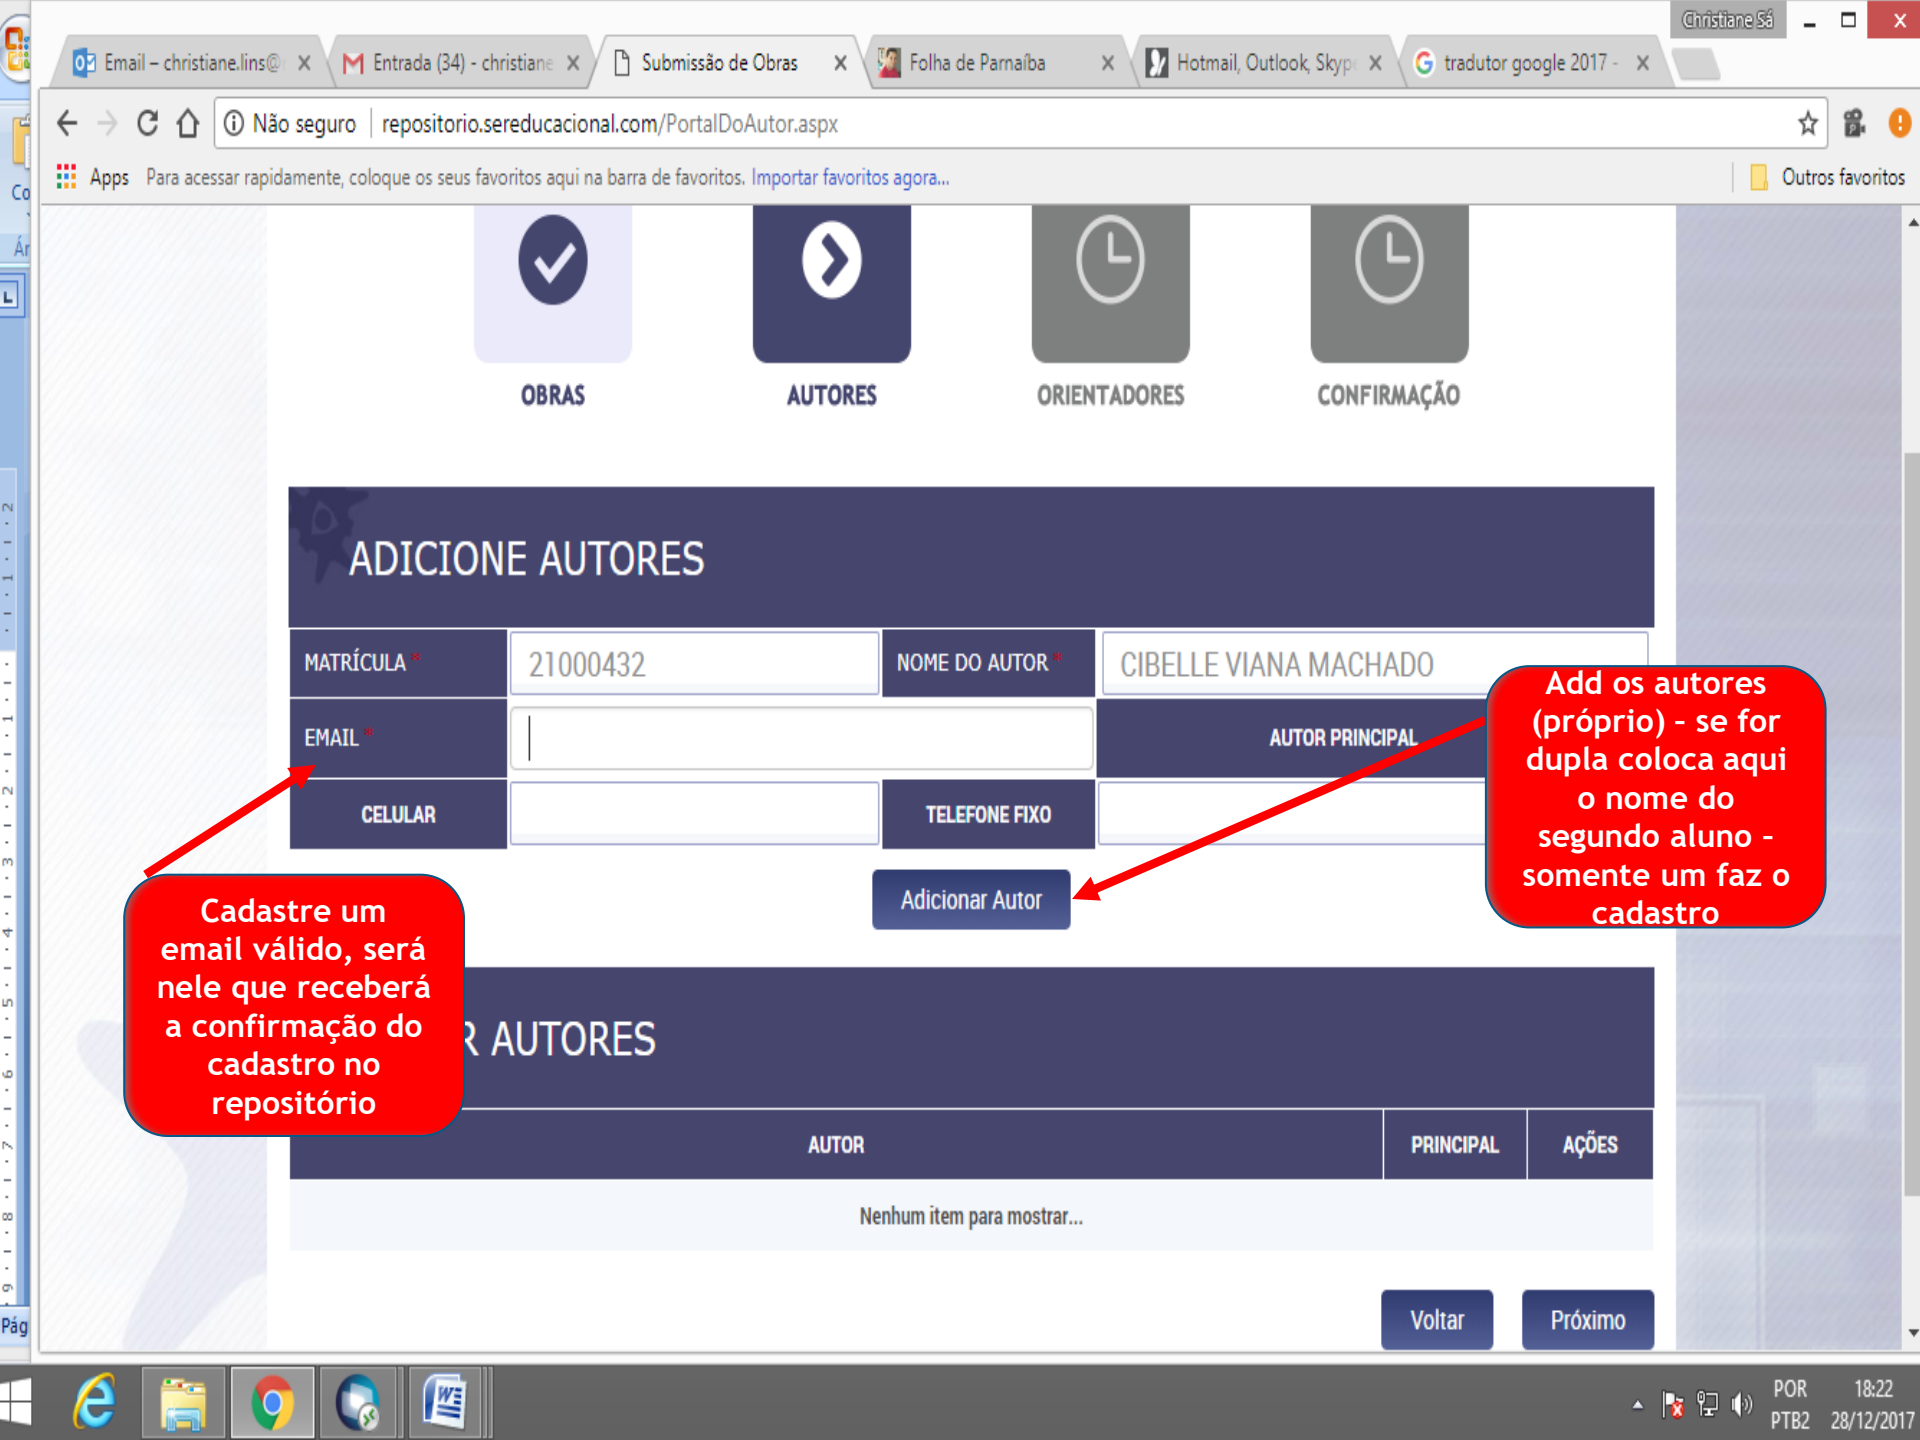 Christiane Sá
Email – christiane.lins@
Entrada (34) - christiane
Submissão de Obras
Folha de Parnaíba
Hotmail, Outlook, Skyp
tradutor google 2017 -
Não seguro | repositorio.sereducacional.com/PortalDoAutor.aspx
Apps Para acessar rapidamente, coloque os seus favoritos aqui na barra de favoritos. Importar favoritos agora...
Outros favoritos
Co
Ár
OBRAS
AUTORES
ORIENTADORES
CONFIRMAÇÃO
ADICIONE AUTORES
MATRÍCULA *
21000432
NOME DO AUTOR *
CIBELLE VIANA MACHADO
EMAIL *
AUTOR PRINCIPAL
CELULAR
TELEFONE FIXO
Adicionar Autor
Add os autores
(próprio) – se for
dupla coloca aqui
o nome do
segundo aluno –
somente um faz o
cadastro
Cadastre um
email válido, será
nele que receberá
a confirmação do
cadastro no
repositório
R AUTORES
AUTOR
PRINCIPAL
AÇÕES
Nenhum item para mostrar...
Voltar
Próximo
Pág
POR
PTB2
18:22
28/12/2017